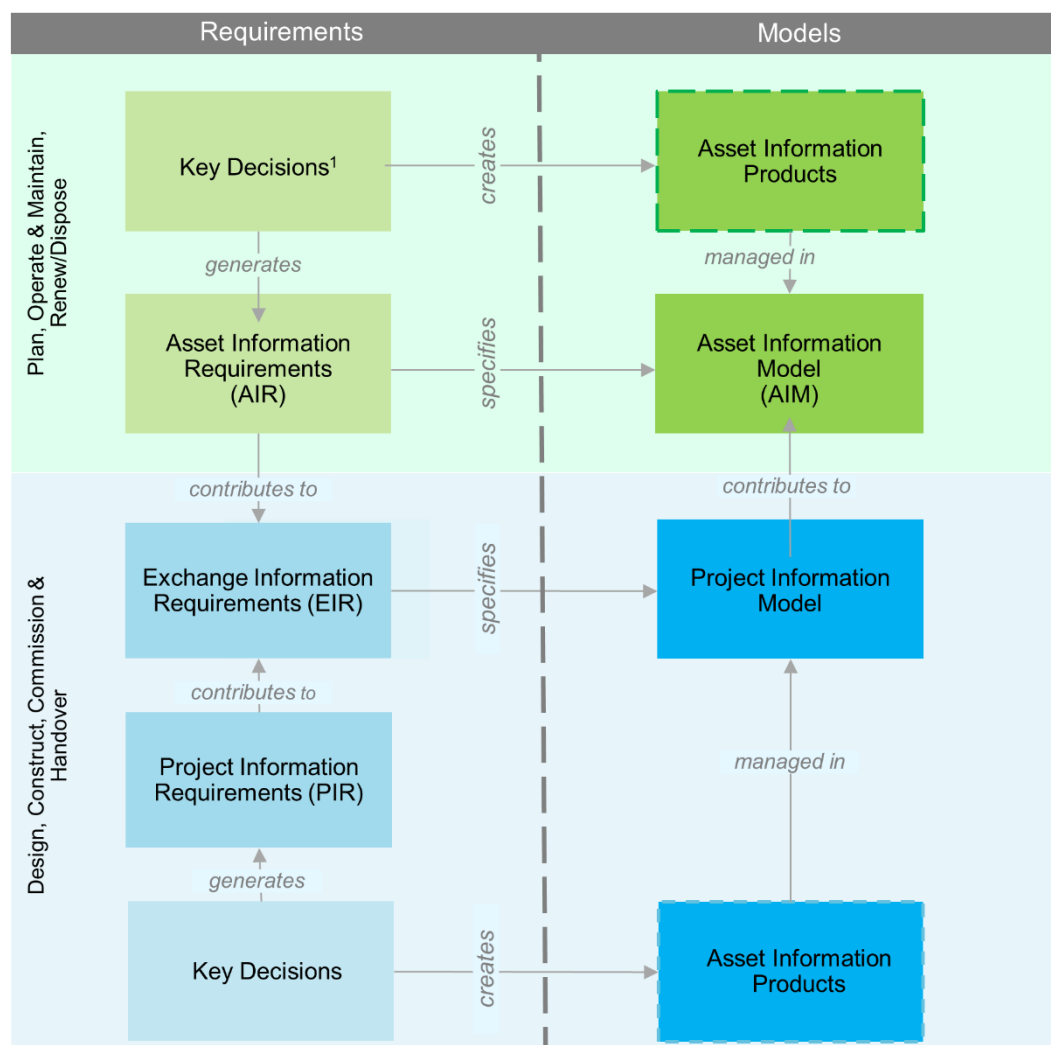 Requirements
Models
Plan, Operate & Maintain,
Renew/Dispose
Key Decisions¹
creates
Asset Information
Products
generates
managed in
Asset Information
Requirements
(AIR)
specifies
Asset Information
Model
(AIM)
contributes to
contributes to
Design, Construct, Commission &
Handover
Exchange Information
Requirements (EIR)
specifies
Project Information
Model
contributes to
Project Information
Requirements (PIR)
managed in
generates
Key Decisions
creates
Asset Information
Products